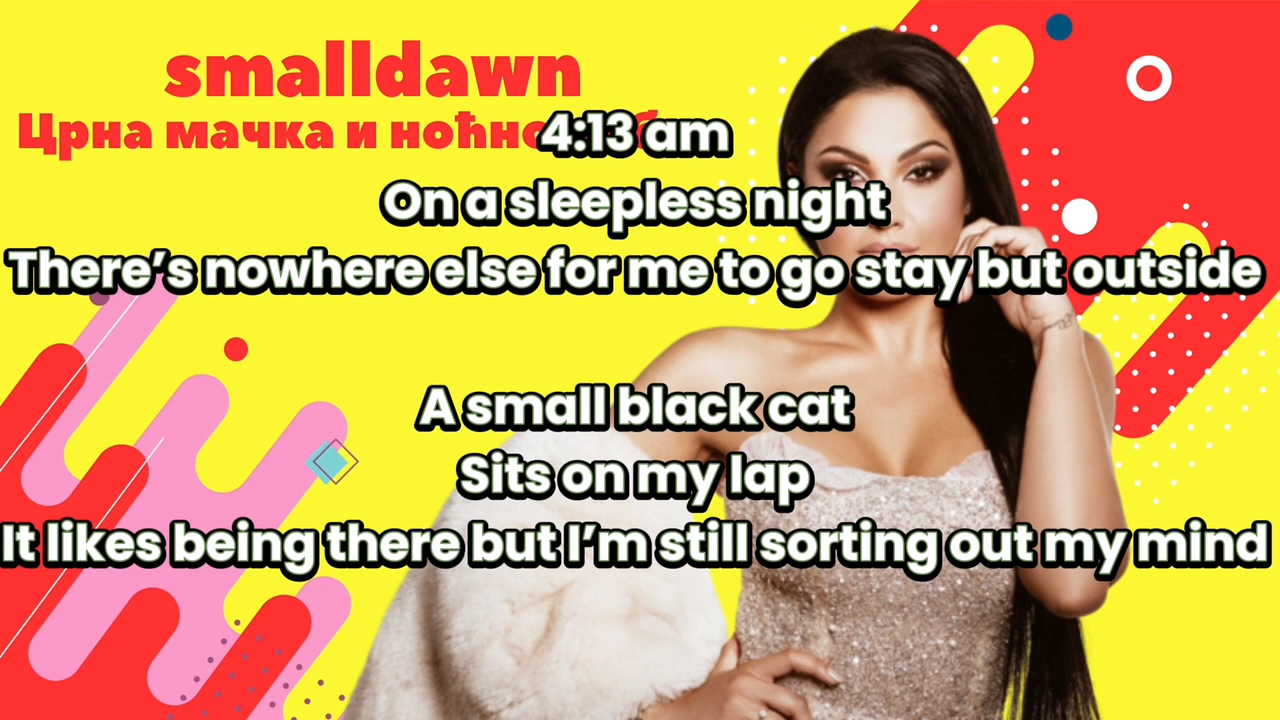 smalldawn
Црна мачка и
4:13 am
On a sleepless night
There's nowhere else for me to go stay but outside
A small black cat
Sits on my lap
It likes being there but I'm still sorting out my mind